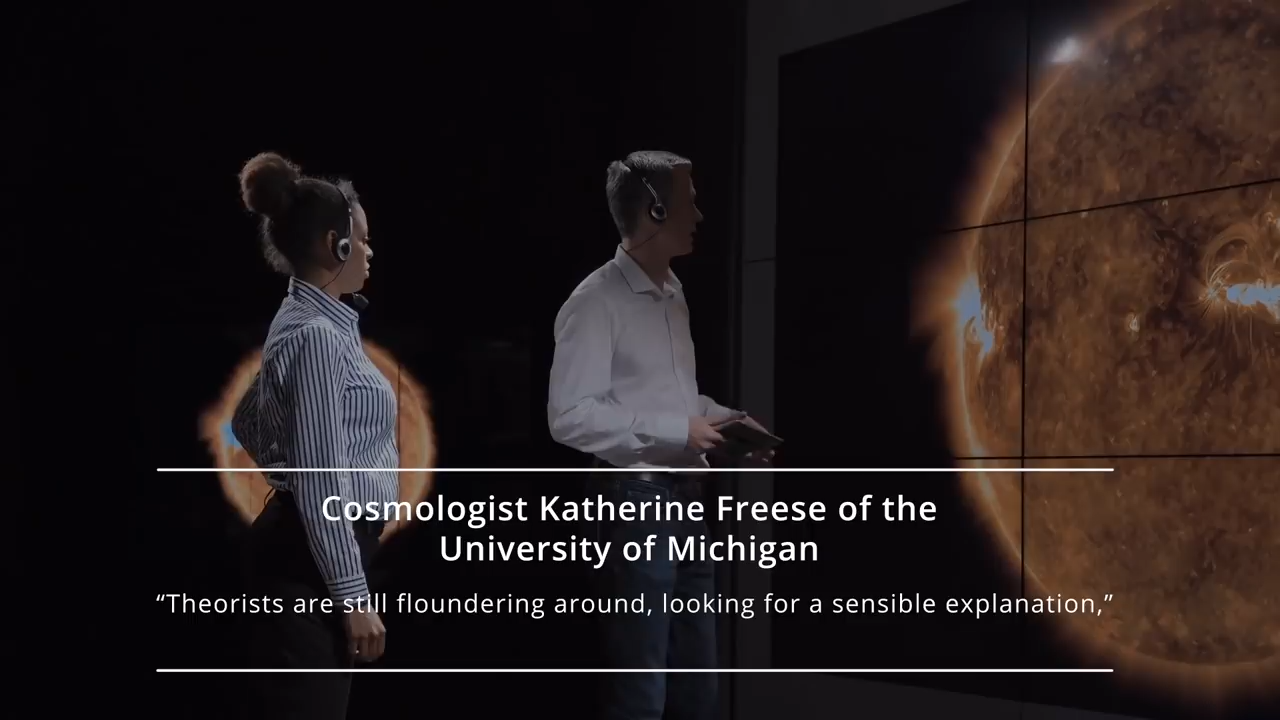 Cosmologist Katherine Freese of the
University of Michigan
“Theorists are still floundering around, looking for a sensible explanation,”